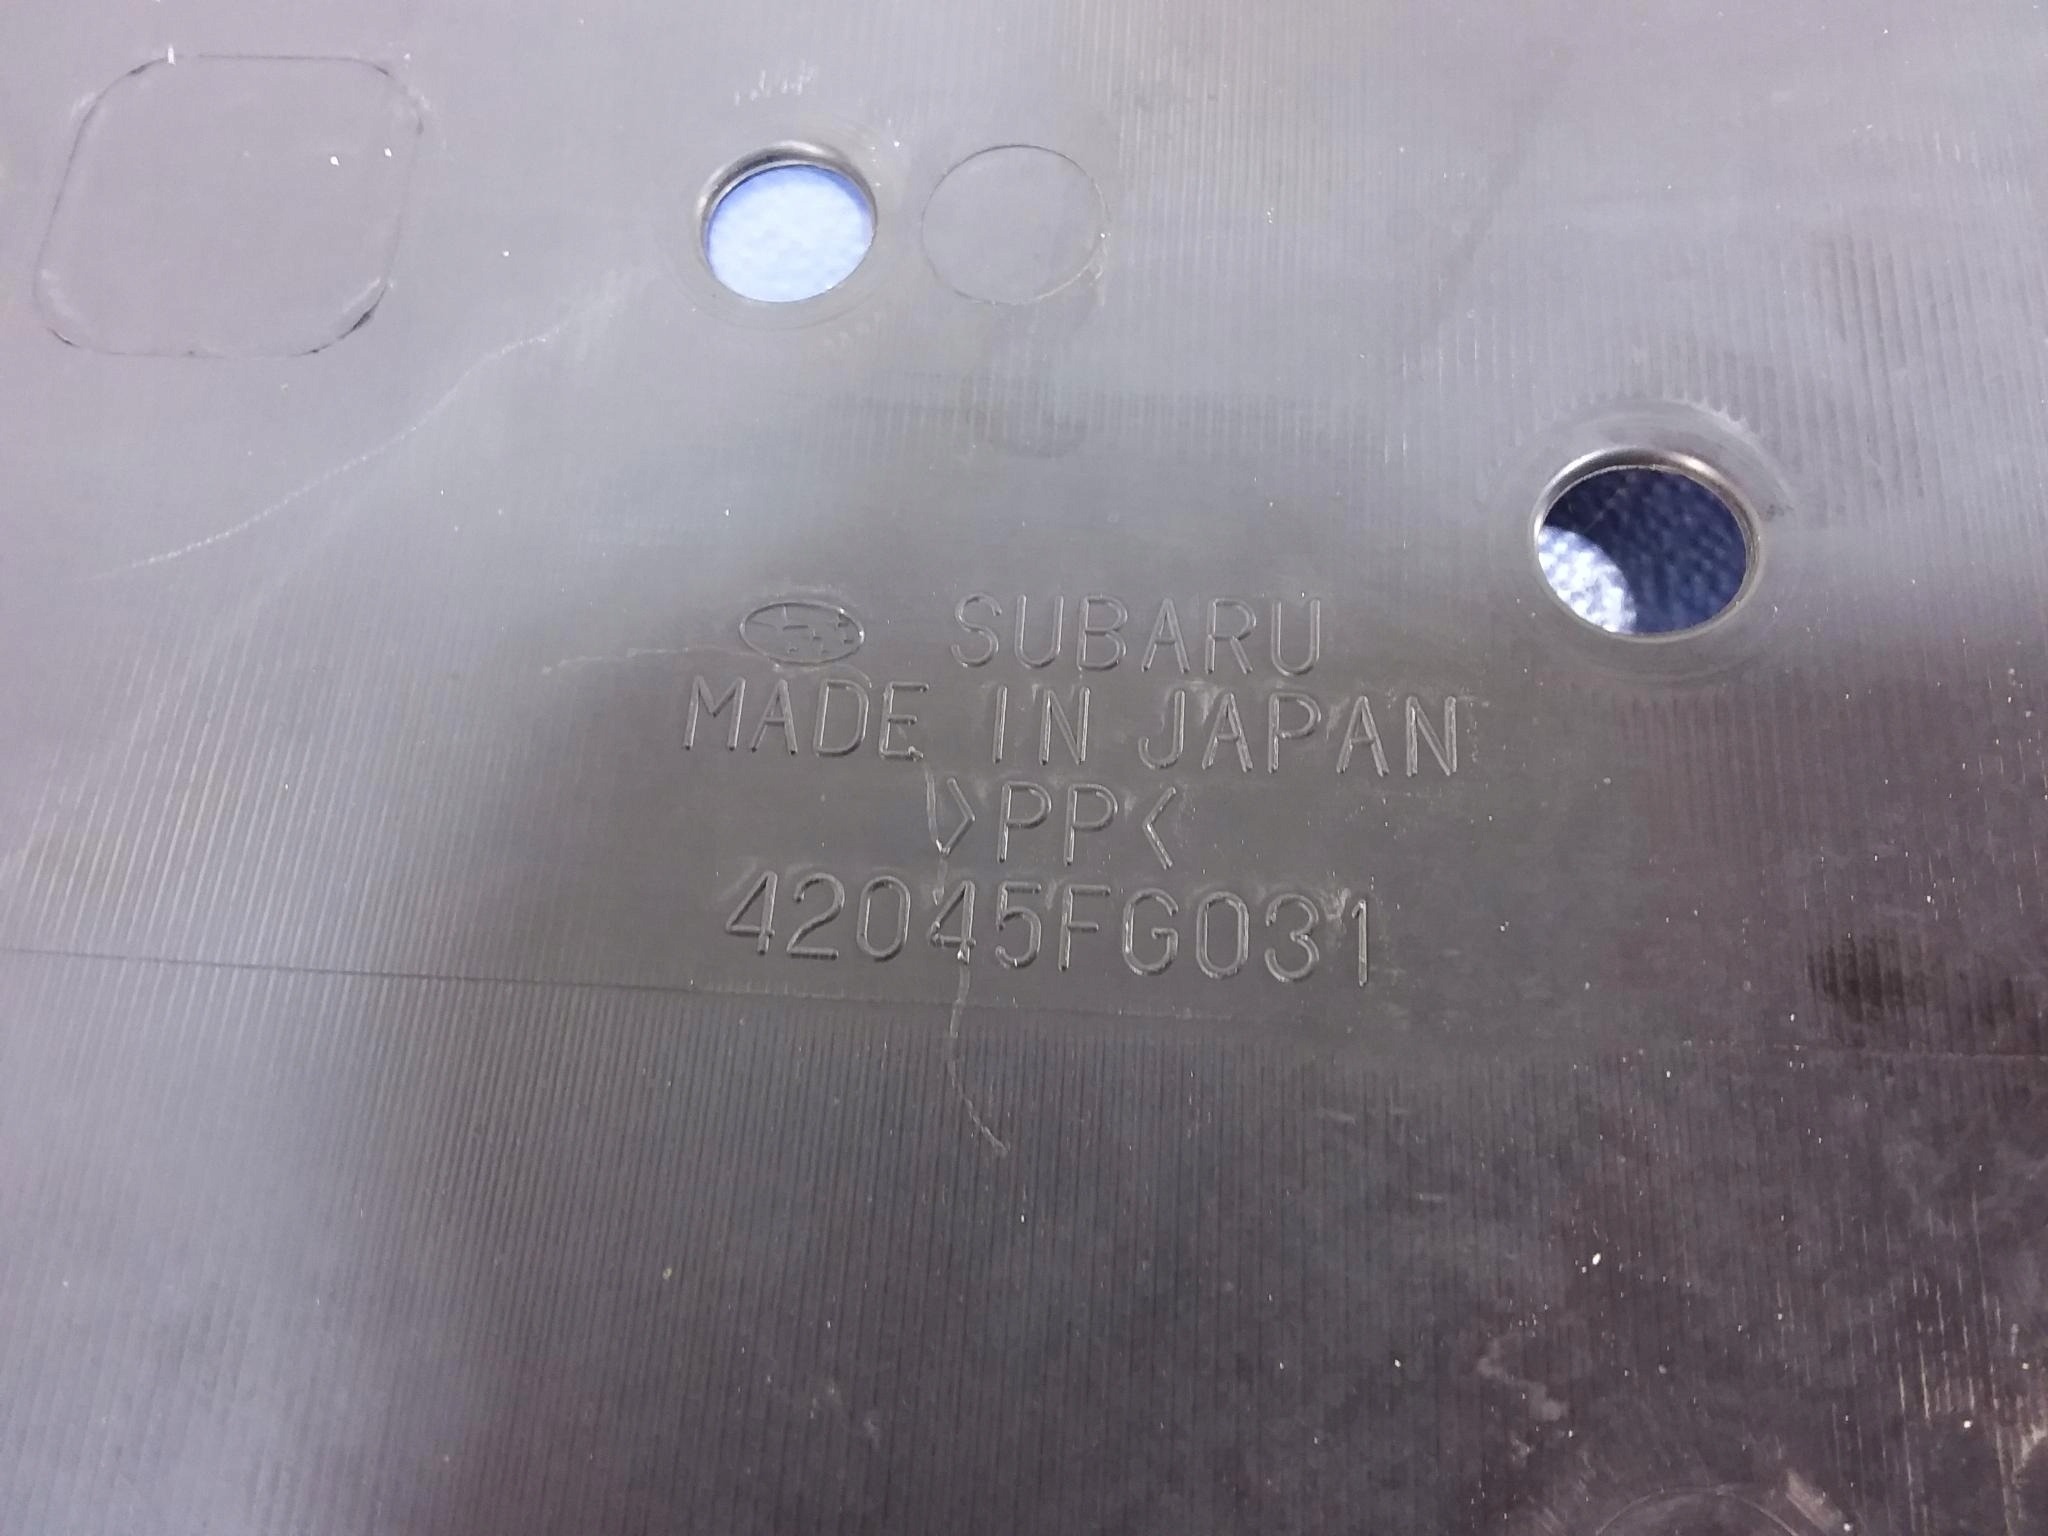 SUBARU
MADE IN JAPAN
>PP<
42045FG031